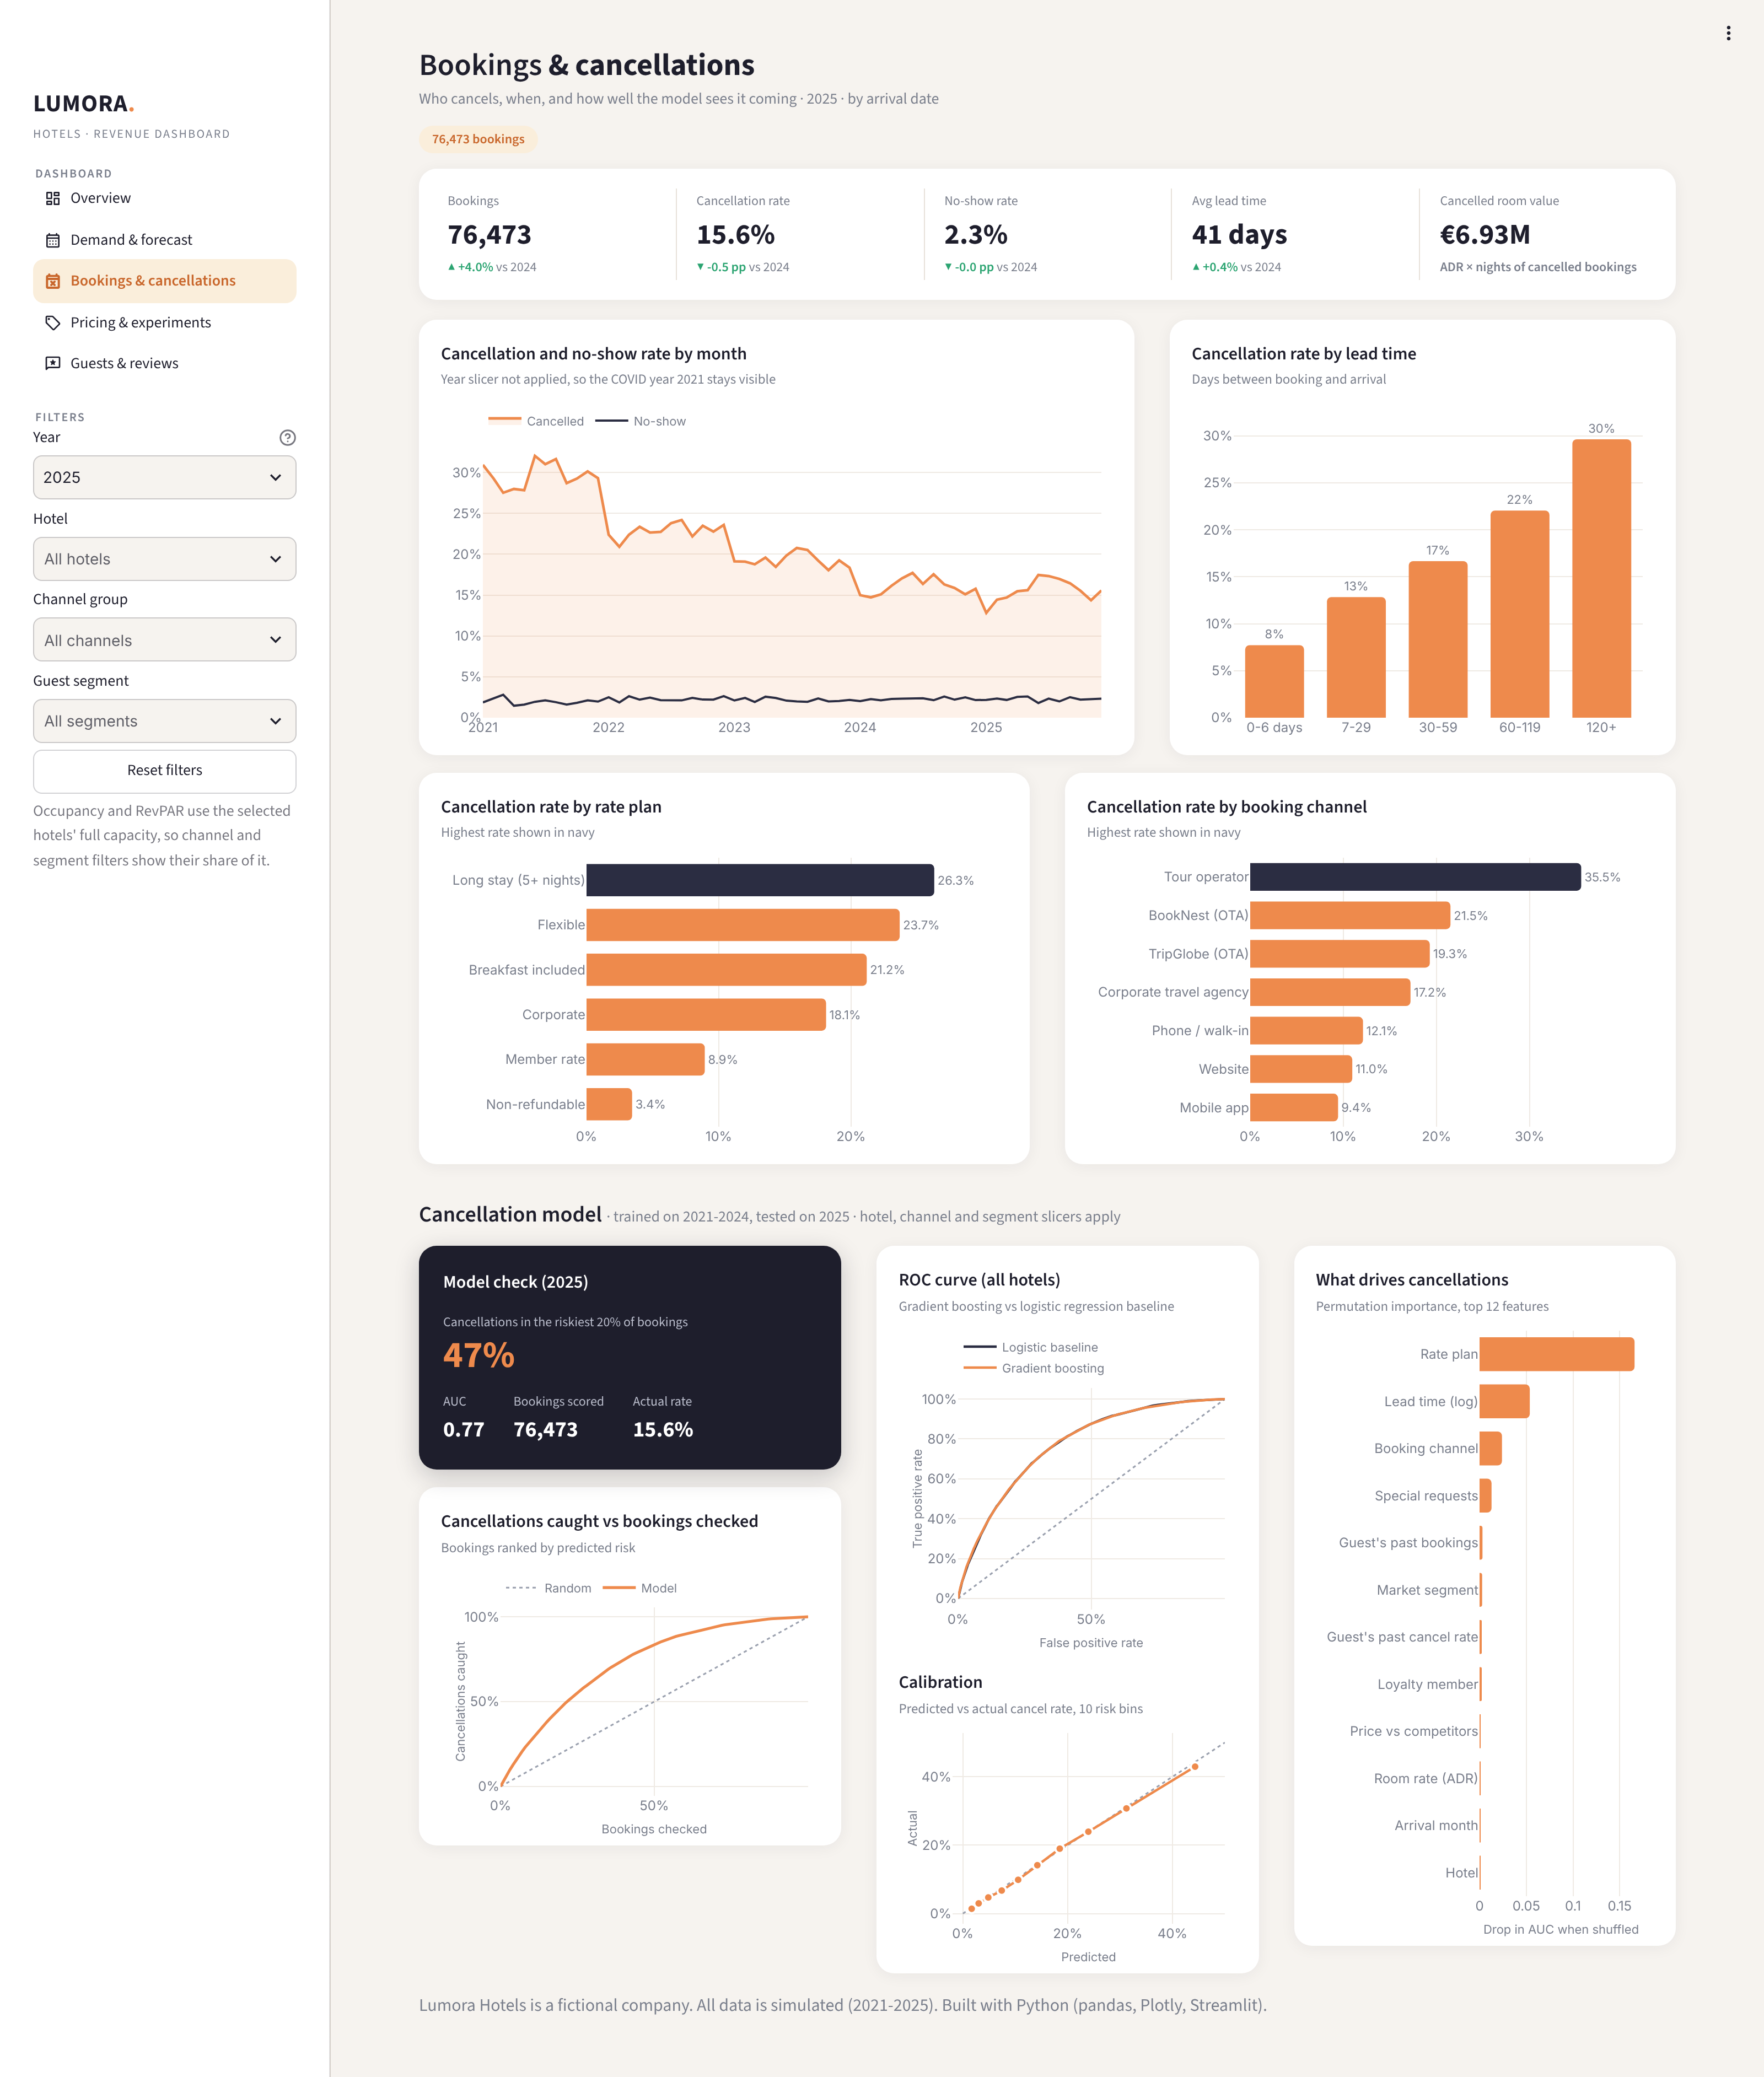 LUMORA.
HOTELS · REVENUE DASHBOARD
DASHBOARD
Overview
Demand & forecast
Bookings & cancellations
Pricing & experiments
Guests & reviews
FILTERS
Year
2025
Hotel
All hotels
Channel group
All channels
Guest segment
All segments
Reset filters
Occupancy and RevPAR use the selected
hotels' full capacity, so channel and
segment filters show their share of it.
Bookings & cancellations
Who cancels, when, and how well the model sees it coming · 2025 · by arrival date
76,473 bookings
Bookings
76,473
▲ +4.0% vs 2024
Cancellation rate
15.6%
▼ -0.5 pp vs 2024
No-show rate
2.3%
▼ -0.0 pp vs 2024
Avg lead time
41 days
▲ +0.4% vs 2024
Cancelled room value
€6.93M
ADR × nights of cancelled bookings
Cancellation and no-show rate by month
Year slicer not applied, so the COVID year 2021 stays visible
Cancelled No-show
30%
25%
20%
15%
10%
5%
0%
2021 2022 2023 2024 2025
Cancellation rate by lead time
Days between booking and arrival
30%
25%
20%
15%
10%
5%
0%
8% 13% 17% 22% 30%
0-6 days 7-29 30-59 60-119 120+
Cancellation rate by rate plan
Highest rate shown in navy
Long stay (5+ nights) 26.3%
Flexible 23.7%
Breakfast included 21.2%
Corporate 18.1%
Member rate 8.9%
Non-refundable 3.4%
0% 10% 20%
Cancellation rate by booking channel
Highest rate shown in navy
Tour operator 35.5%
BookNest (OTA) 21.5%
TripGlobe (OTA) 19.3%
Corporate travel agency 17.2%
Phone / walk-in 12.1%
Website 11.0%
Mobile app 9.4%
0% 10% 20% 30%
Cancellation model · trained on 2021-2024, tested on 2025 · hotel, channel and segment slicers apply
Model check (2025)
Cancellations in the riskiest 20% of bookings
47%
AUC Bookings scored Actual rate
0.77 76,473 15.6%
Cancellations caught vs bookings checked
Bookings ranked by predicted risk
Random Model
Cancellations caught
100%
50%
0%
0% 50%
Bookings checked
ROC curve (all hotels)
Gradient boosting vs logistic regression baseline
Logistic baseline
Gradient boosting
True positive rate
100%
80%
60%
40%
20%
0%
0% 50%
False positive rate
Calibration
Predicted vs actual cancel rate, 10 risk bins
Actual
40%
20%
0%
0% 20% 40%
Predicted
What drives cancellations
Permutation importance, top 12 features
Rate plan
Lead time (log)
Booking channel
Special requests
Guest's past bookings
Market segment
Guest's past cancel rate
Loyalty member
Price vs competitors
Room rate (ADR)
Arrival month
Hotel
0 0.05 0.1 0.15
Drop in AUC when shuffled
Lumora Hotels is a fictional company. All data is simulated (2021-2025). Built with Python (pandas, Plotly, Streamlit).